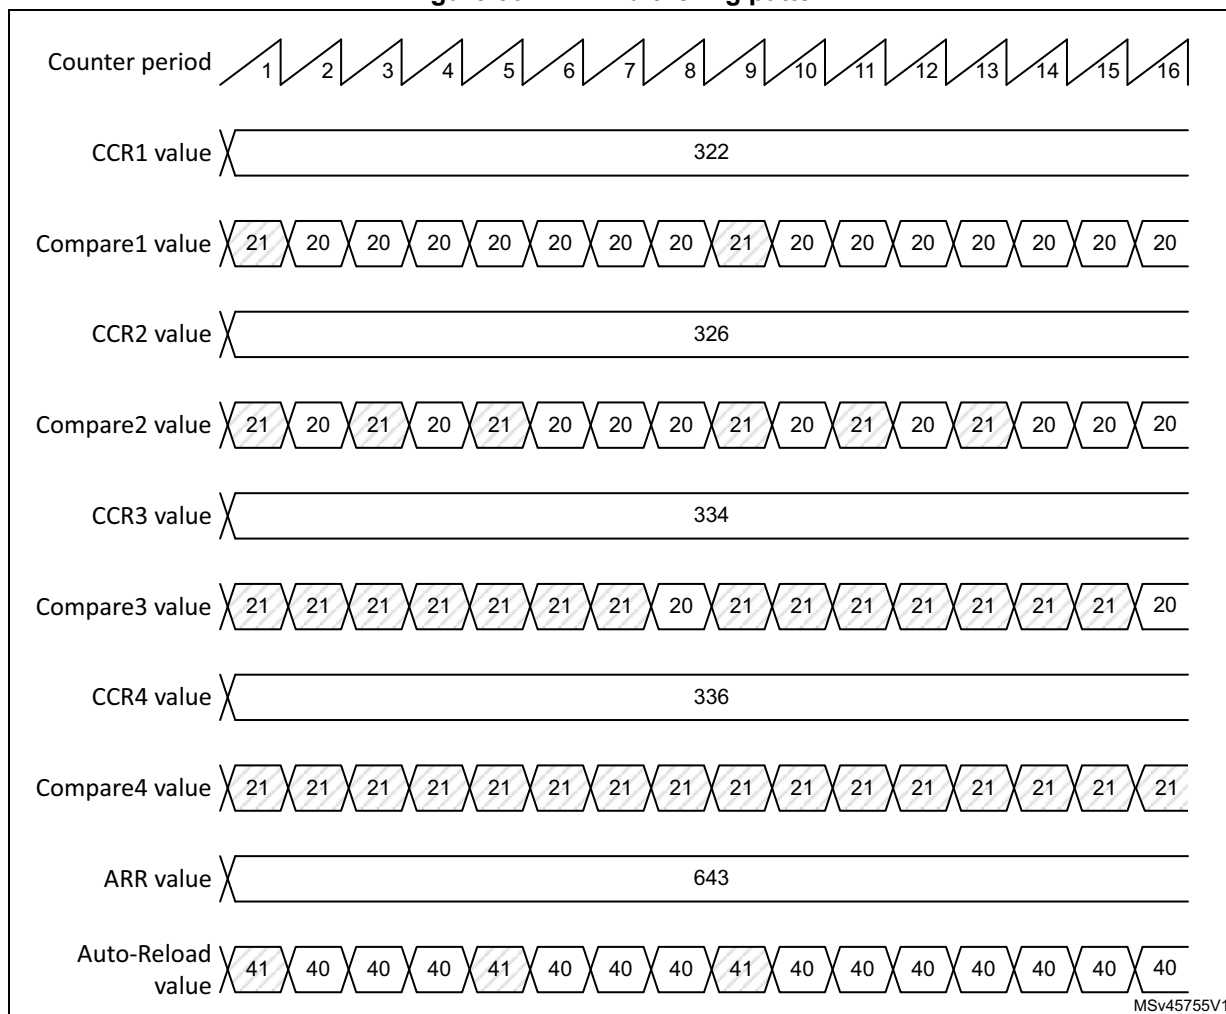 Counter period 1 2 3 4 5 6 7 8 9 10 11 12 13 14 15 16
CCR1 value 322
Compare1 value 21 20 20 20 20 20 20 20 21 20 20 20 20 20 20 20
CCR2 value 326
Compare2 value 21 20 21 20 21 20 20 20 21 20 21 20 21 20 20 20
CCR3 value 334
Compare3 value 21 21 21 21 21 21 21 20 21 21 21 21 21 21 21 20
CCR4 value 336
Compare4 value 21 21 21 21 21 21 21 21 21 21 21 21 21 21 21 21
ARR value 643
Auto-Reload
value 41 40 40 40 41 40 40 40 41 40 40 40 40 40 40 40
MSv45755V1